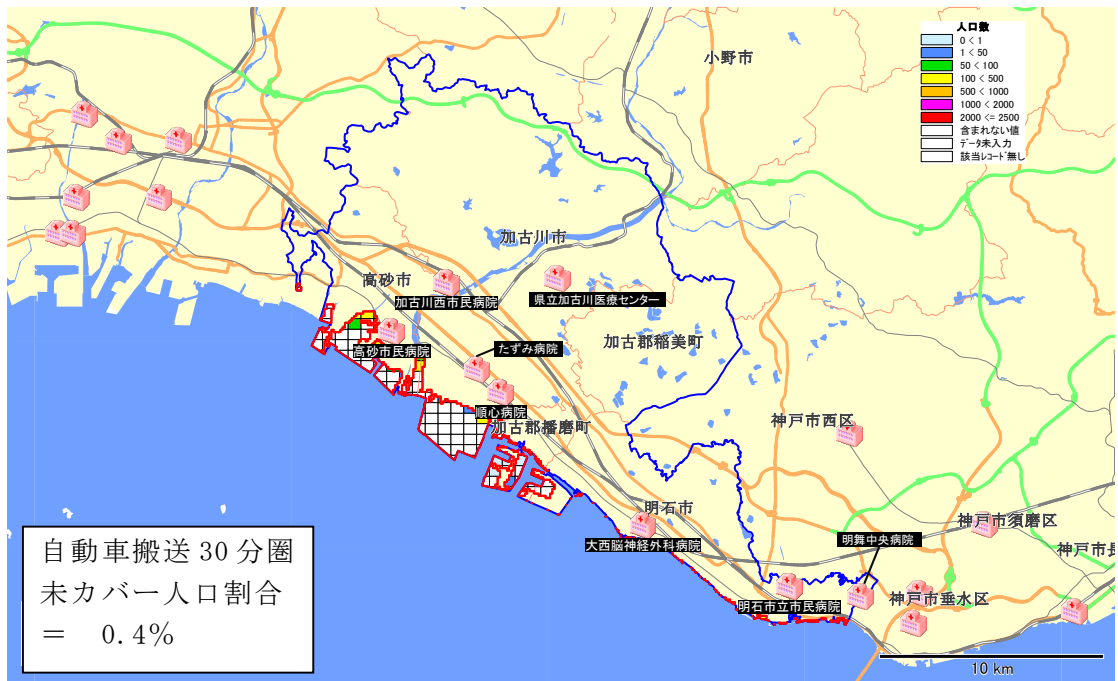 人口数
0 < 1
1 < 50
50 < 100
100 < 500
500 < 1000
1000 < 2000
2000 <= 2500
含まれない値
データ未入力
該当レコード無し
小野市
加古川市
高砂市
加古川西市民病院
県立加古川医療センター
高砂市民病院
たずみ病院
加古郡稲美町
順心病院
加古郡播磨町
神戸市西区
明石市
神戸市須磨区
大西脳神経外科病院
明舞中央病院
神戸市長
明石市立市民病院
神戸市垂水区
10 km
自動車搬送30分圏
未カバー人口割合
= 0.4%